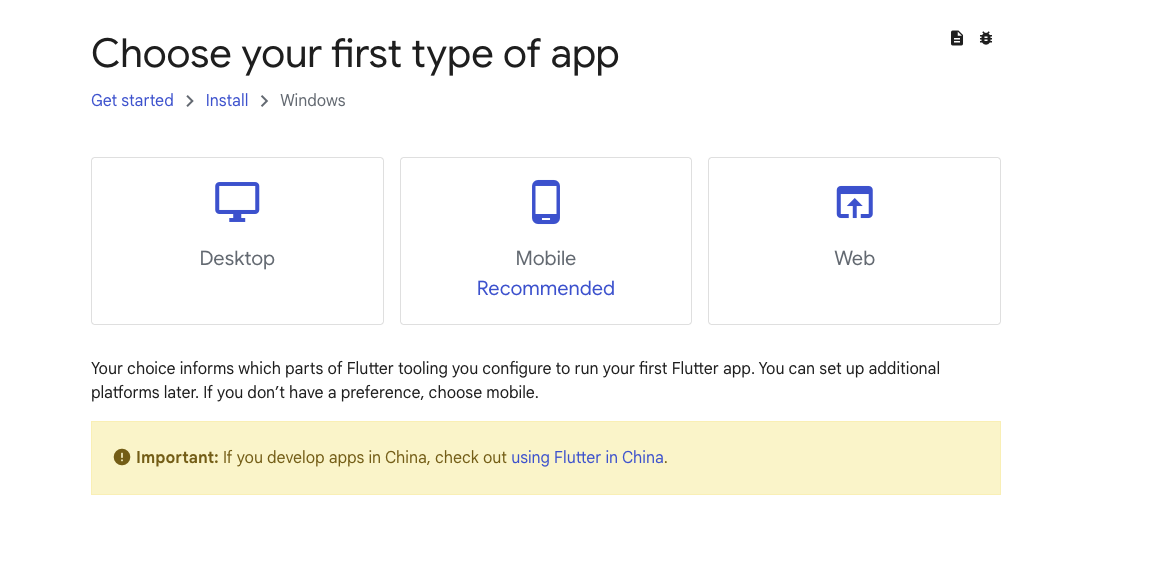 Choose your first type of app
Get started > Install > Windows
Desktop
Mobile
Recommended
Web
Your choice informs which parts of Flutter tooling you configure to run your first Flutter app. You can set up additional
platforms later. If you don’t have a preference, choose mobile.
Important: If you develop apps in China, check out using Flutter in China.